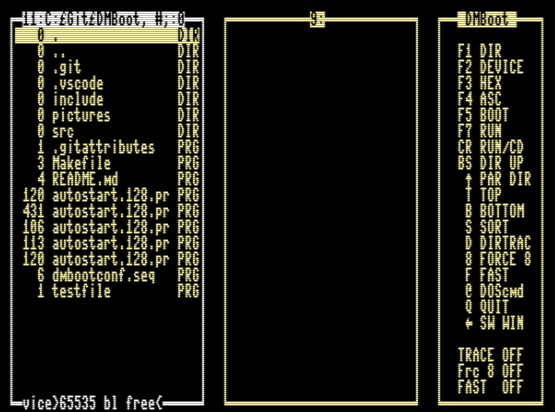 11:C:£Git£DMBoot, #;:0
0 . DIR
0 .. DIR
0 .git DIR
0 .vscode DIR
0 include DIR
0 pictures DIR
0 src DIR
1 .gitattributes PRG
3 Makefile PRG
4 README.md PRG
120 autostart.128.pr PRG
431 autostart.128.pr PRG
106 autostart.128.pr PRG
113 autostart.128.pr PRG
120 autostart.128.pr PRG
6 dmbootconf.seq PRG
1 testfile PRG
vice>65535 bl free<
9:
DMBoot
F1 DIR
F2 DEVICE
F3 HEX
F4 ASC
F5 BOOT
F7 RUN
CR RUN/CD
BS DIR UP
↑ PAR DIR
T TOP
B BOTTOM
S SORT
D DIRTRAC
8 FORCE 8
F FAST
@ DOScmd
Q QUIT
← SW WIN
TRACE OFF
Frc 8 OFF
FAST OFF